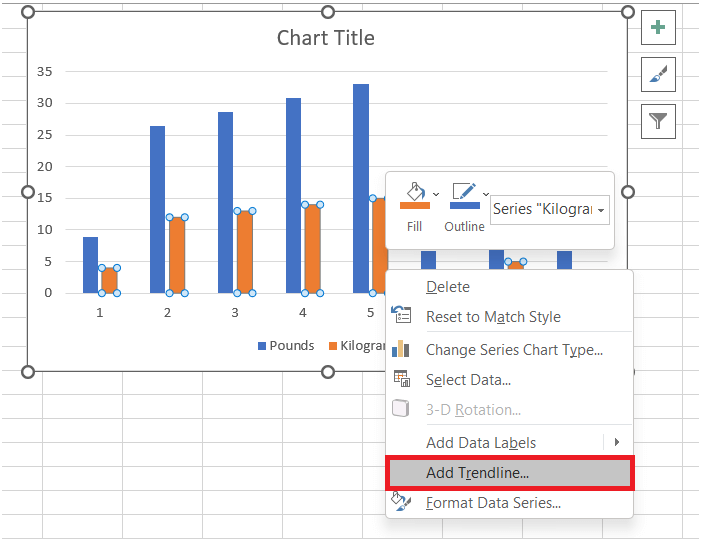 Chart Title
35
30
25
20
15
10
5
0
1 2 3 4 5
Pounds Kilogra
Fill Outline Series "Kilogra
Delete
Reset to Match Style
Change Series Chart Type...
Select Data...
3-D Rotation...
Add Data Labels
Add Trendline...
Format Data Series...